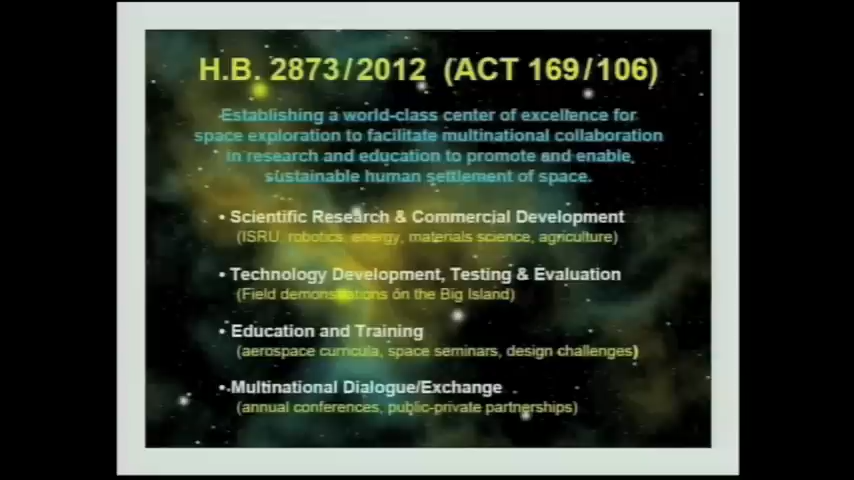 H.B. 2873/2012 (ACT 169/106)
Establishing a world-class center of excellence for
space exploration to facilitate multinational collaboration
in research and education to promote and enable
sustainable human settlement of space.
• Scientific Research & Commercial Development
(ISRU, robotics, energy, materials science, agriculture)
• Technology Development, Testing & Evaluation
(Field demonstrations on the Big Island)
• Education and Training
(aerospace curricula, space seminars, design challenges)
• Multinational Dialogue/Exchange
(annual conferences, public-private partnerships)